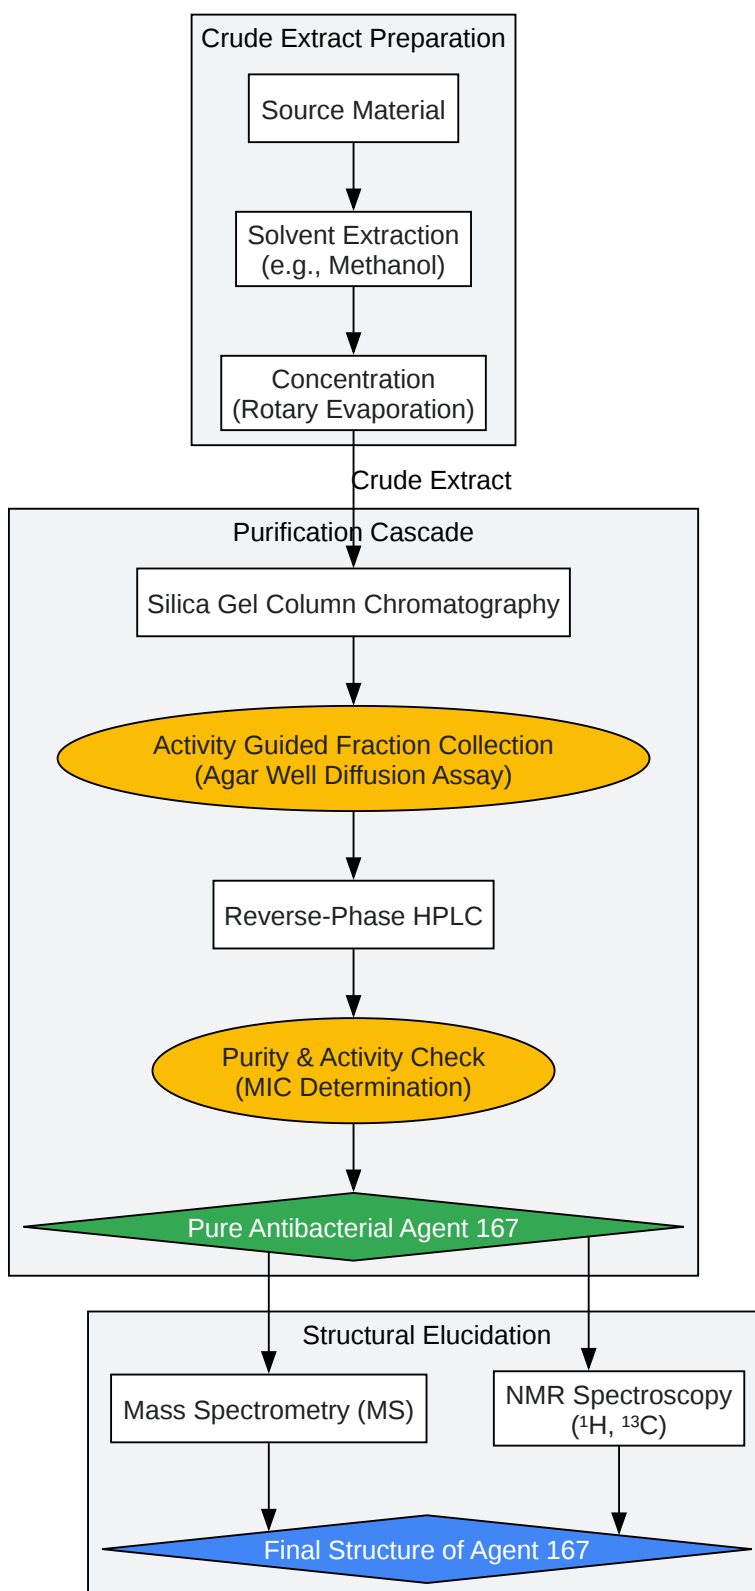 Crude Extract Preparation
Source Material
Solvent Extraction
(e.g., Methanol)
Concentration
(Rotary Evaporation)
Crude Extract
Purification Cascade
Silica Gel Column Chromatography
Activity Guided Fraction Collection
(Agar Well Diffusion Assay)
Reverse-Phase HPLC
Purity & Activity Check
(MIC Determination)
Pure Antibacterial Agent 167
Structural Elucidation
Mass Spectrometry (MS)
NMR Spectroscopy
(¹H, ¹³C)
Final Structure of Agent 167